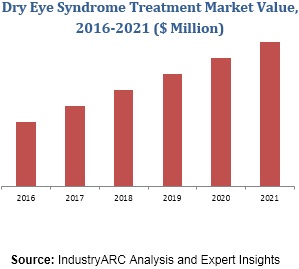 Dry Eye Syndrome Treatment Market Value,
2016-2021 ($ Million)
2016 2017 2018 2019 2020 2021
Source: IndustryARC Analysis and Expert Insights